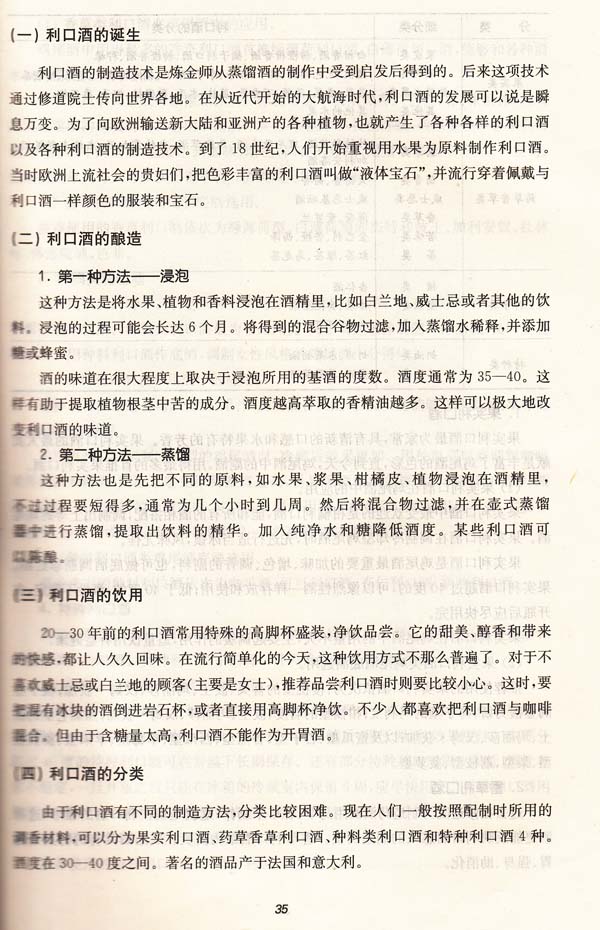 (一) 利口酒的诞生
利口酒的制造技术是炼金师从蒸馏酒的制作中受到启发后得到的。后来这项技术
通过修道院士传向世界各地。在从近代开始的大航海时代,利口酒的发展可以说是瞬
息万变。为了向欧洲输送新大陆和亚洲产的各种植物,也就产生了各种各样的利口酒
以及各种利口酒的制造技术。到了18世纪,人们开始重视用水果为原料制作利口酒。
当时欧洲上流社会的贵妇们,把色彩丰富的利口酒叫做“液体宝石”,并流行穿着佩戴与
利口酒一样颜色的服装和宝石。
(二) 利口酒的酿造
1. 第一种方法——浸泡
这种方法是将水果、植物和香料浸泡在酒精里,比如白兰地、威士忌或者其他的饮
料。浸泡的过程可能会长达6个月。将得到的混合谷物过滤,加入蒸馏水稀释,并添加
糖或蜂蜜。
酒的味道在很大程度上取决于浸泡所用的基酒的度数。酒度通常为35—40。这
样有助于提取植物根茎中苦的成分。酒度越高萃取的香精油越多。这样可以极大地改
变利口酒的味道。
2. 第二种方法——蒸馏
这种方法也是先把不同的原料,如水果、浆果、柑橘皮、植物浸泡在酒精里,
不过过程要短得多,通常为几个小时到几周。然后将混合物过滤,并在壶式蒸馏
器中进行蒸馏,提取出饮料的精华。加入纯净水和糖降低酒度。某些利口酒可
以陈酿。
(三) 利口酒的饮用
20—30年前的利口酒常用特殊的高脚杯盛装,净饮品尝。它的甜美、醇香和带来
的快感,都让人久久回味。在流行简单化的今天,这种饮用方式不那么普遍了。对于不
喜欢威士忌或白兰地的顾客(主要是女士),推荐品尝利口酒时则要比较小心。这时,要
把混有冰块的酒倒进岩石杯,或者直接用高脚杯净饮。不少人都喜欢把利口酒与咖啡
混合。但由于含糖量太高,利口酒不能作为开胃酒。
(四) 利口酒的分类
由于利口酒有不同的制造方法,分类比较困难。现在人们一般按照配制时所用的
调香材料,可以分为果实利口酒、药草香草利口酒、种料类利口酒和特种利口酒4种。
酒度在30—40度之间。著名的酒品产于法国和意大利。
35